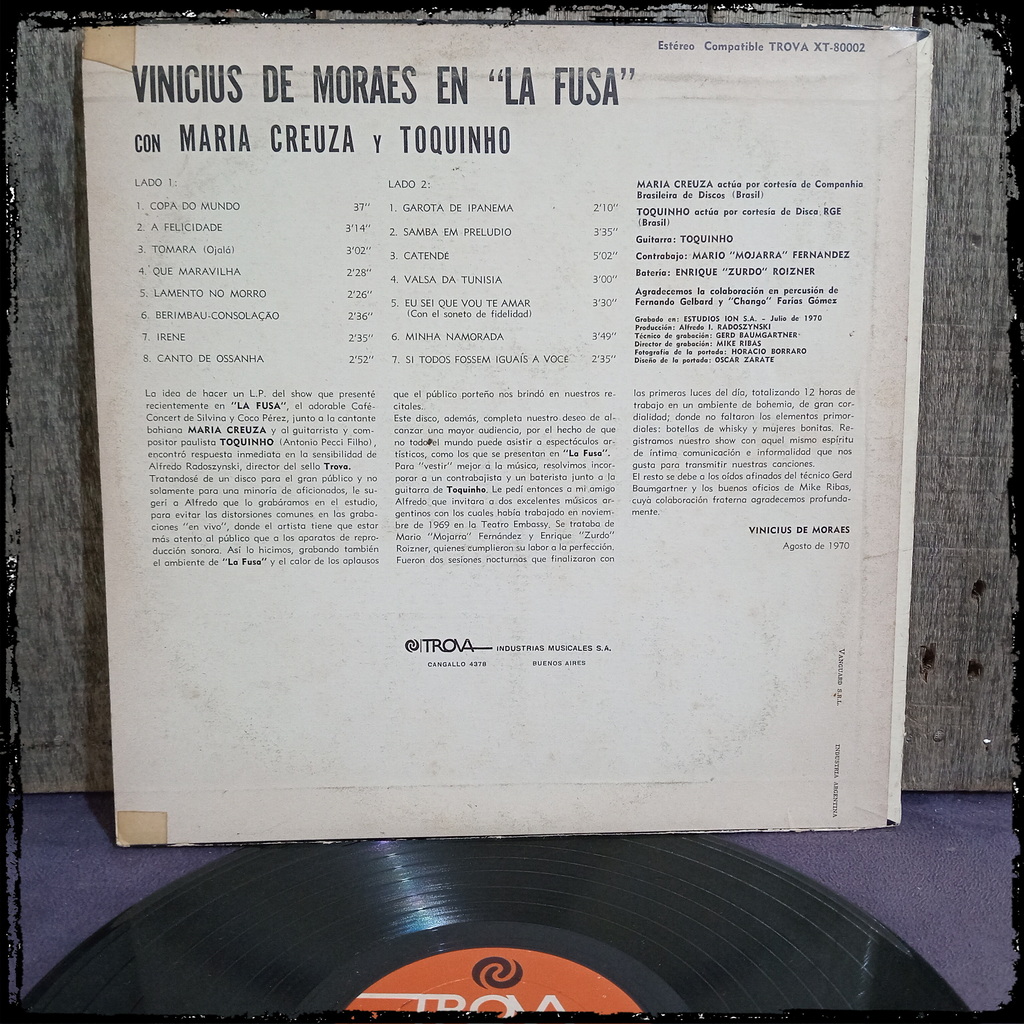 Estéreo Compatible TROVA XT-80002
VINICIUS DE MORAES EN "LA FUSA"
CON MARIA CREUZA Y TOQUINHO
LADO 1:
1. COPA DO MUNDO 37"
2. A FELICIDADE 3'14"
3. TOMARA (Ojalá) 3'02"
4. QUE MARAVILHA 2'28"
5. LAMENTO NO MORRO 2'26"
6. BERIMBAU-CONSOLAÇAO 2'36"
7. IRENE 2'35"
8. CANTO DE OSSANHA 2'52"
LADO 2:
1. GAROTA DE IPANEMA 2'10"
2. SAMBA EM PRELUDIO 3'35"
3. CATENDE 5'02"
4. VALSA DA TUNISIA 3'00"
5. EU SEI QUE VOU TE AMAR 3'30"
(Con el soneto de fidelidad)
6. MINHA NAMORADA 3'49"
7. SI TODOS FOSSEM IGUAÍS A VOCE 2'35"
MARIA CREUZA actúa por cortesía de Companhia
Brasileira de Discos (Brasil)
TOQUINHO actúa por cortesía de Disca RGE
(Brasil)
Guitarra: TOQUINHO
Contrabajo: MARIO "MOJARRA" FERNANDEZ
Batería: ENRIQUE "ZURDO" ROIZNER
Agradecemos la colaboración en percusión de
Fernando Gelbard y "Chango" Farías Gómez
Grabado en: ESTUDIOS ION S.A. - Julio de 1970
Producción: Alfredo I. RADOSZYNSKI
Técnico de grabación: GERD BAUMGARTNER
Director de grabación: MIKE RIBAS
Fotografía de la portada: HORACIO BORRARO
Diseño de la portada: OSCAR ZARATE
La idea de hacer un L.P. del show que presenté
recientemente en "LA FUSA", el adorable Café-
Concert de Silvina y Coco Pérez, junto a la cantante
bahiana MARIA CREUZA y al guitarrista y com-
positor paulista TOQUINHO (Antonio Pecci Filho),
encontró respuesta inmediata en la sensibilidad de
Alfredo Radoszynski, director del sello Trova.
Tratandosé de un disco para el gran público y no
solamente para una minoría de aficionados, le su-
gerí a Alfredo que lo grabáramos en el estudio,
para evitar las distorsiones comunes en las graba-
ciones "en vivo", donde el artista tiene que estar
más atento al público que a los aparatos de repro-
ducción sonora. Así lo hicimos, grabando también
el ambiente de "La Fusa" y el calor de los aplausos
que el público porteño nos brindó en nuestros re-
citales.
Este disco, además, completa nuestro deseo de al-
canzar una mayor audiencia, por el hecho de que
no todo el mundo puede asistir a espectáculos ar-
tísticos, como los que se presentan en "La Fusa".
Para "vestir" mejor a la música, resolvimos incor-
porar a un contrabajista y un baterista junto a la
guitarra de Toquinho. Le pedí entonces a mi amigo
Alfredo que invitara a dos excelentes músicos ar-
gentinos con los cuales había trabajado en noviem-
bre de 1969 en la Teatro Embassy. Se trataba de
Mario "Mojarra" Fernández y Enrique "Zurdo"
Roizner, quienes cumplieron su labor a la perfección.
Fueron dos sesiones nocturnas que finalizaron con
las primeras luces del día, totalizando 12 horas de
trabajo en un ambiente de bohemia, de gran cor-
dialidad; donde no faltaron los elementos primor-
diales: botellas de whisky y mujeres bonitas. Re-
gistramos nuestro show con aquel mismo espíritu
de íntima comunicación e informalidad que nos
gusta para transmitir nuestras canciones.
El resto se debe a los oídos afinados del técnico Gerd
Baumgartner y los buenos oficios de Mike Ribas,
cuya colaboración fraterna agradecemos profunda-
mente.
VINICIUS DE MORAES
Agosto de 1970
TROVA INDUSTRIAS MUSICALES S.A.
CANGALLO 4378 BUENOS AIRES
VANGUARD S.R.L.
INDUSTRIA ARGENTINA
TROVA